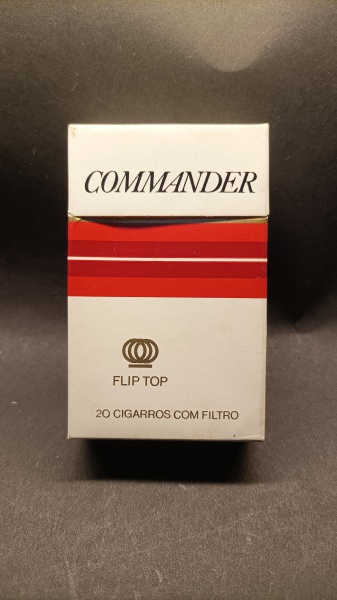 COMMANDER
FLIP TOP
20 CIGARROS COM FILTRO